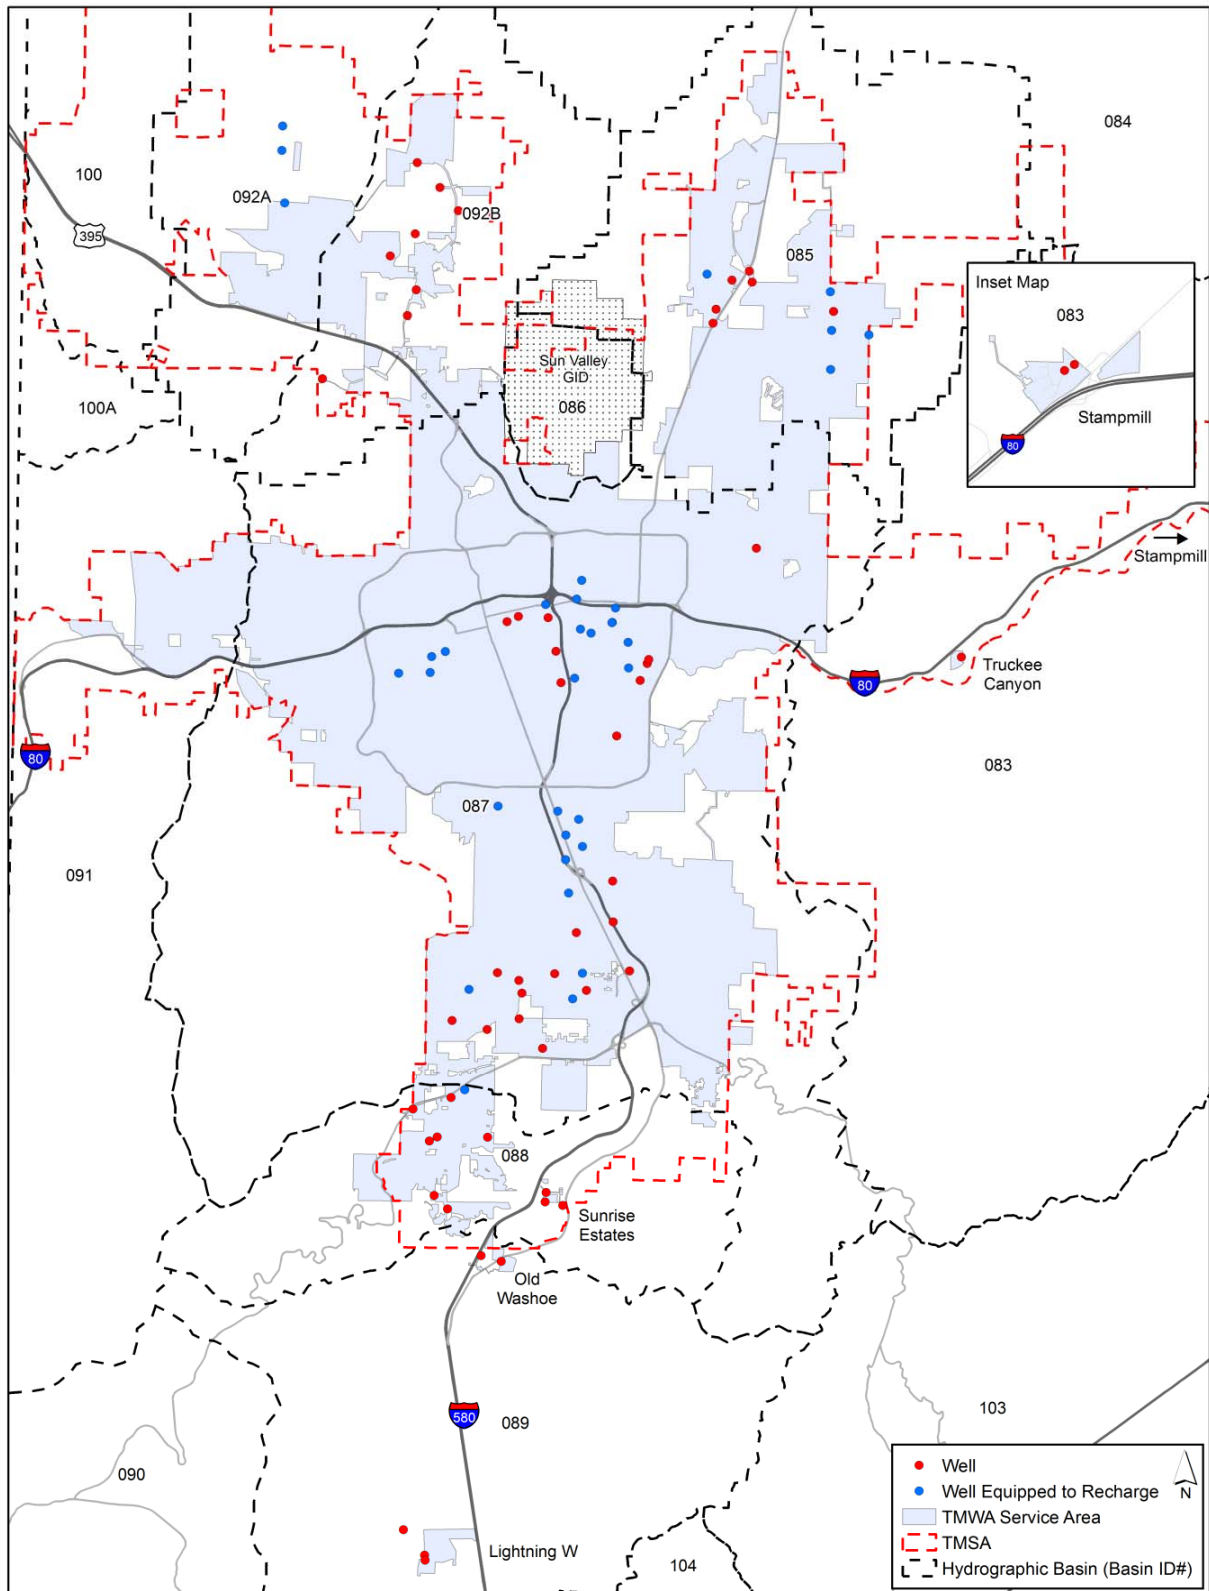 084
100
092A
092B
395
085
Inset Map
083
Stampmill
80
Sun Valley
GID
086
100A
Stampmill
Truckee
Canyon
80
80
083
087
091
088
Sunrise
Estates
Old
Washoe
580
089
103
090
Lightning W
104
Well
Well Equipped to Recharge
TMWA Service Area
TMSA
Hydrographic Basin (Basin ID#)
N